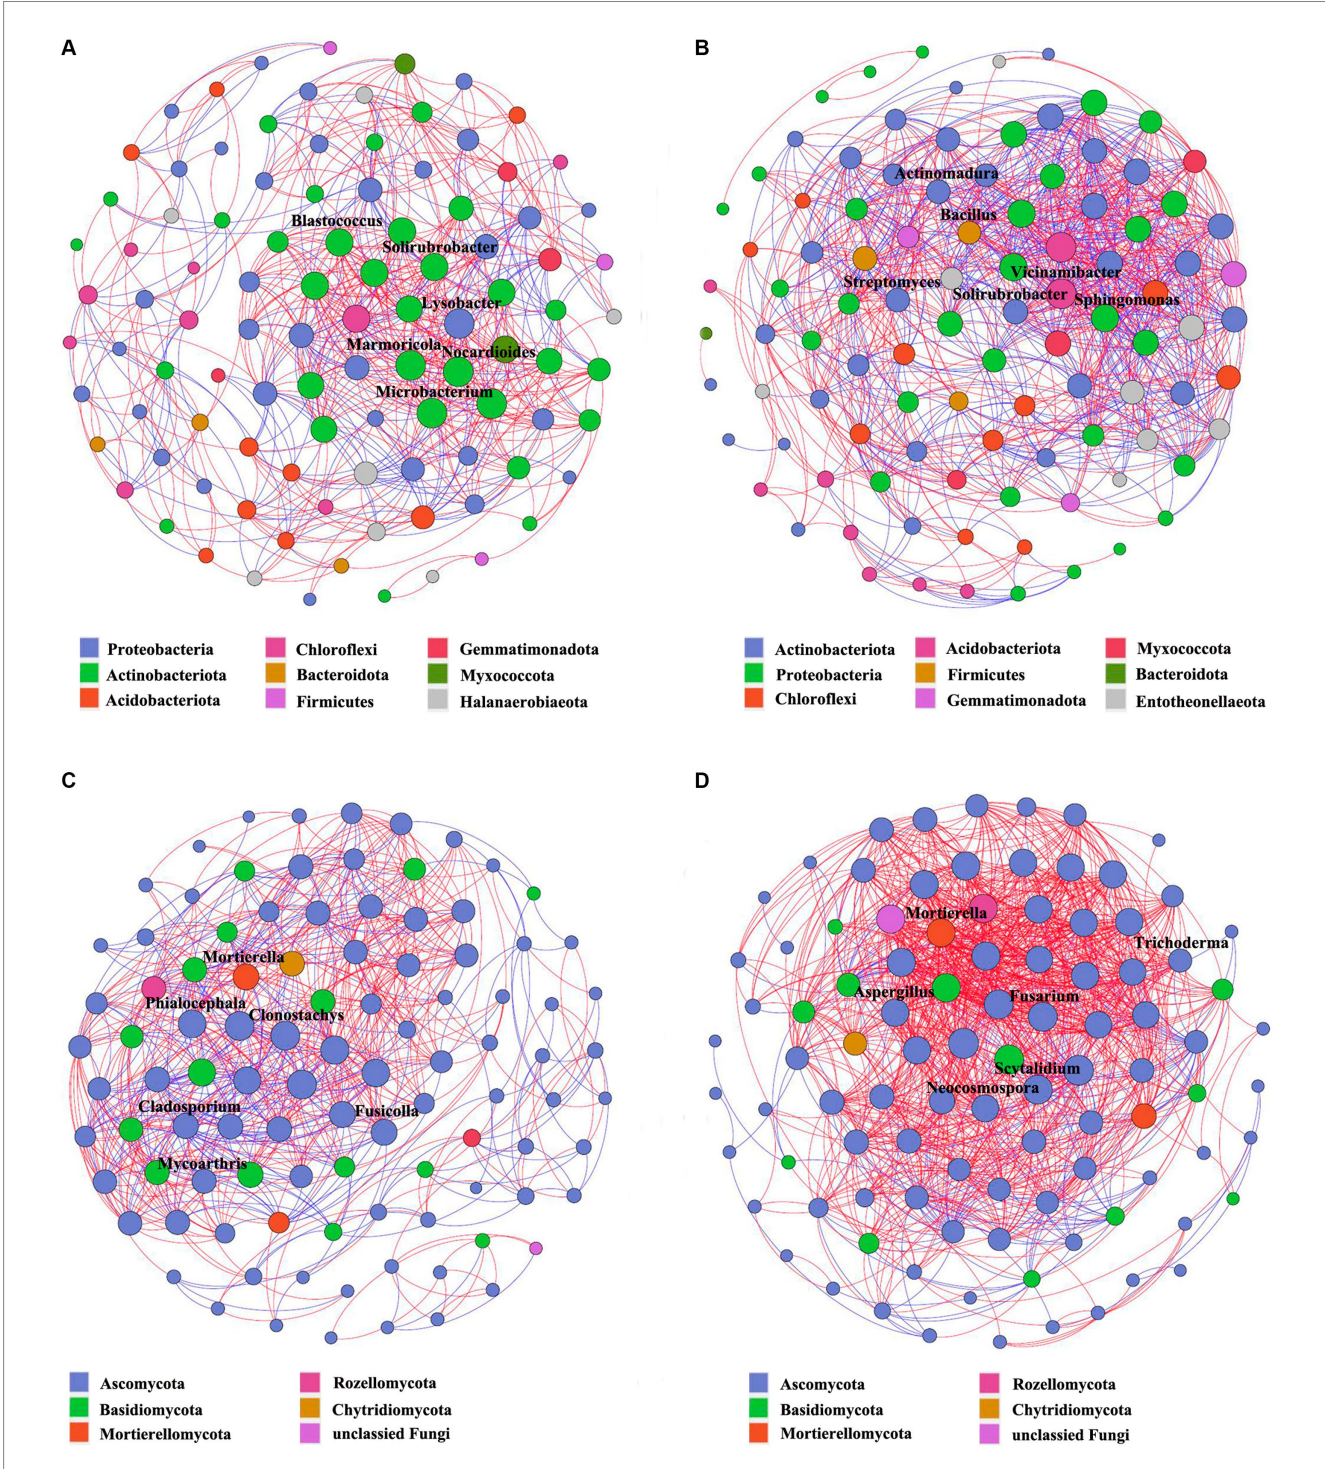 A
B
Blastococcus
Solirubrobacter
Lysobacter
Marmoricola
Nocardioides
Microbacterium
Actinomadura
Bacillus
Streptomyces
Vicinamibacter
Solirubrobacter
Sphingomonas
Proteobacteria
Chloroflexi
Gemmatimonadota
Actinobacteriota
Bacteroidota
Myxococcota
Acidobacteriota
Firmicutes
Halanaerobiaeota
Actinobacteriota
Acidobacteriota
Myxococcota
Proteobacteria
Firmicutes
Bacteroidota
Chloroflexi
Gemmatimonadota
Entotheonellaeota
C
D
Mortierella
Phialocephala
Clonostachys
Cladosporium
Fusicolla
Mycoarthris
Mortierella
Trichoderma
Aspergillus
Fusarium
Scytalidium
Neocosmospora
Ascomycota
Rozellomycota
Basidiomycota
Chytridiomycota
Mortierellomycota
unclassied Fungi
Ascomycota
Rozellomycota
Basidiomycota
Chytridiomycota
Mortierellomycota
unclassied Fungi